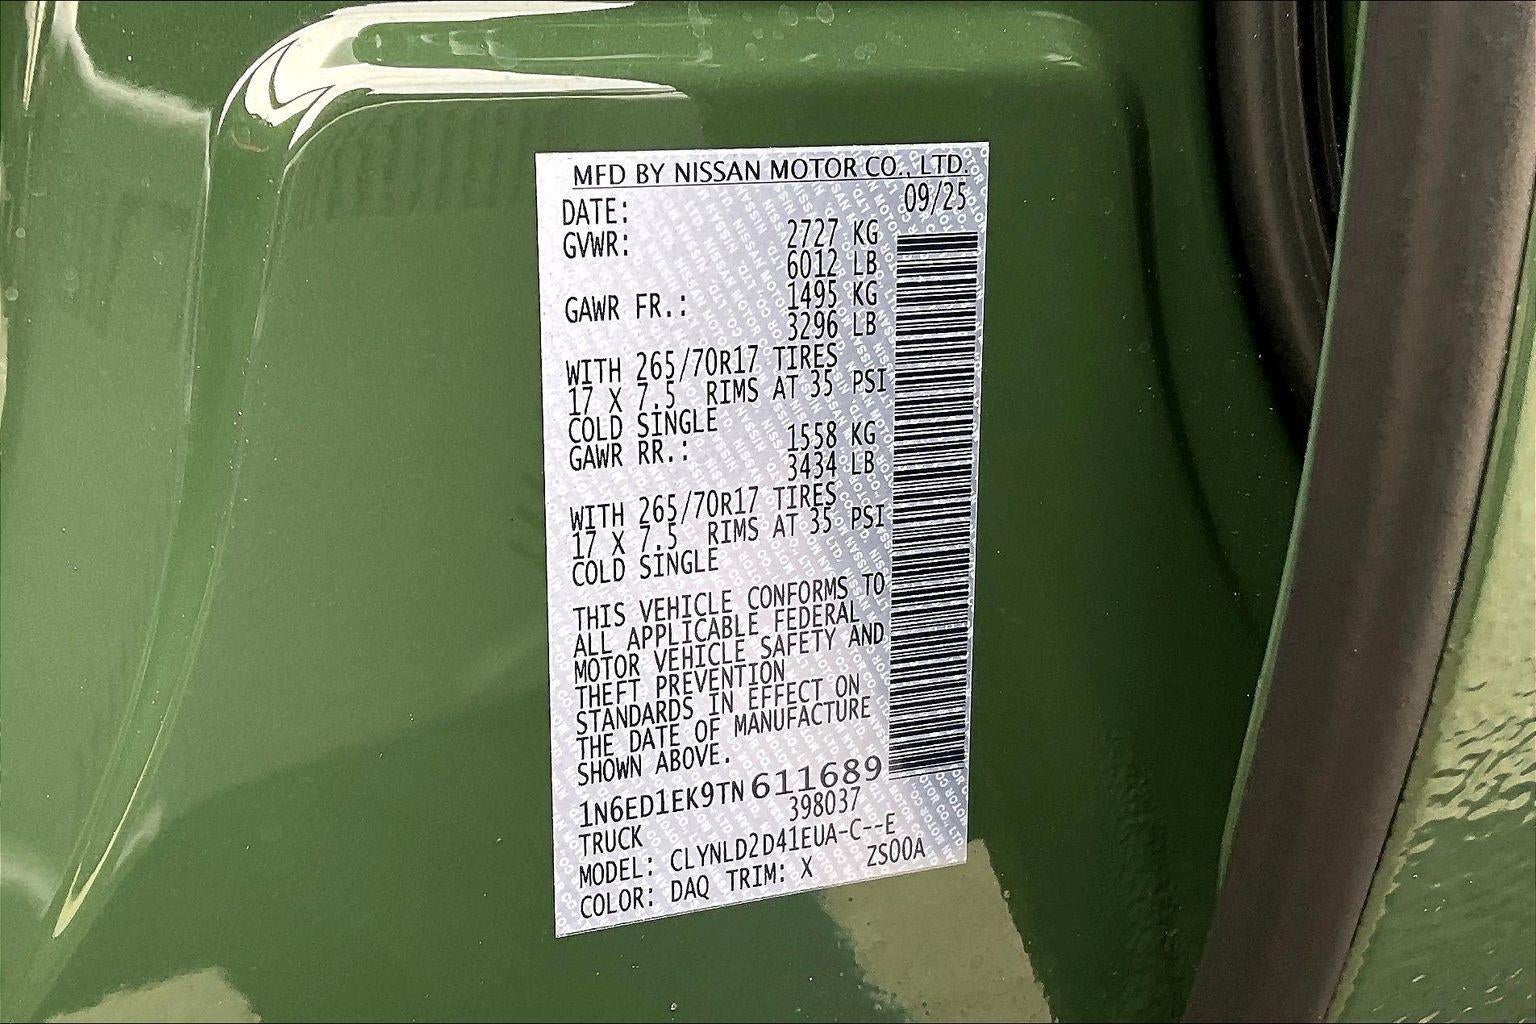 MFD BY NISSAN MOTOR CO., LTD.
DATE: 09/25
GVWR: 2727 KG
6012 LB
GAWR FR.: 1495 KG
3296 LB
WITH 265/70R17 TIRES
17 X 7.5 RIMS AT 35 PSI
COLD SINGLE
GAWR RR.: 1558 KG
3434 LB
WITH 265/70R17 TIRES
17 X 7.5 RIMS AT 35 PSI
COLD SINGLE
THIS VEHICLE CONFORMS TO
ALL APPLICABLE FEDERAL
MOTOR VEHICLE SAFETY AND
THEFT PREVENTION
STANDARDS IN EFFECT ON
THE DATE OF MANUFACTURE
SHOWN ABOVE.
1N6ED1EK9TN611689
TRUCK 398037
MODEL: CLYNLD2D41EUA-C--E
COLOR: DAQ TRIM: X ZS00A